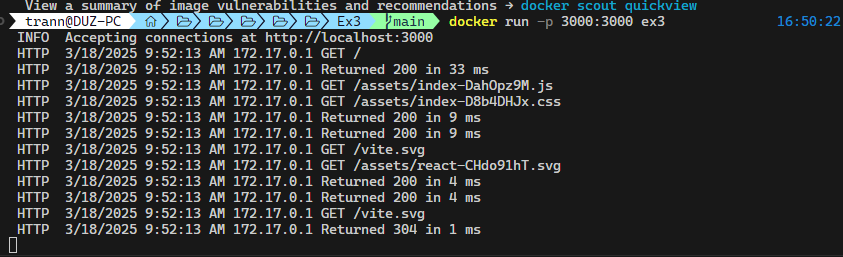 View a summary of image vulnerabilities and recommendations → docker scout quickview
trann@DUZ-PC Ex3 main docker run -p 3000:3000 ex3 16:50:22
INFO Accepting connections at http://localhost:3000
HTTP 3/18/2025 9:52:13 AM 172.17.0.1 GET /
HTTP 3/18/2025 9:52:13 AM 172.17.0.1 Returned 200 in 33 ms
HTTP 3/18/2025 9:52:13 AM 172.17.0.1 GET /assets/index-DahOpz9M.js
HTTP 3/18/2025 9:52:13 AM 172.17.0.1 GET /assets/index-D8b4DHJx.css
HTTP 3/18/2025 9:52:13 AM 172.17.0.1 Returned 200 in 9 ms
HTTP 3/18/2025 9:52:13 AM 172.17.0.1 Returned 200 in 9 ms
HTTP 3/18/2025 9:52:13 AM 172.17.0.1 GET /vite.svg
HTTP 3/18/2025 9:52:13 AM 172.17.0.1 GET /assets/react-CHdo91hT.svg
HTTP 3/18/2025 9:52:13 AM 172.17.0.1 Returned 200 in 4 ms
HTTP 3/18/2025 9:52:13 AM 172.17.0.1 Returned 200 in 4 ms
HTTP 3/18/2025 9:52:13 AM 172.17.0.1 GET /vite.svg
HTTP 3/18/2025 9:52:13 AM 172.17.0.1 Returned 304 in 1 ms